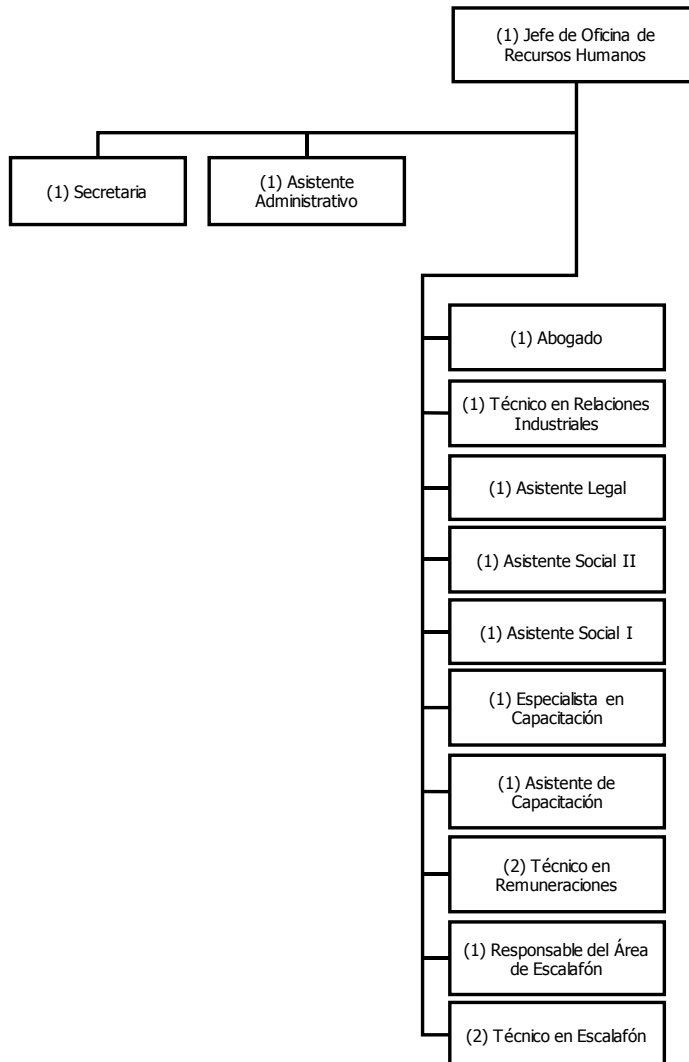 (1) Jefe de Oficina de
Recursos Humanos
(1) Secretaria
(1) Asistente
Administrativo
(1) Abogado
(1) Técnico en Relaciones
Industriales
(1) Asistente Legal
(1) Asistente Social II
(1) Asistente Social I
(1) Especialista en
Capacitación
(1) Asistente de
Capacitación
(2) Técnico en
Remuneraciones
(1) Responsable del Área
de Escalafón
(2) Técnico en Escalafón